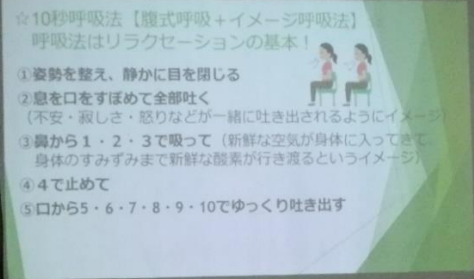 ☆10秒呼吸法【腹式呼吸＋イメージ呼吸法】
呼吸法はリラクセーションの基本！
①姿勢を整え、静かに目を閉じる
②息を口をすぼめて全部吐く
（不安・寂しさ・怒りなどが一緒に吐き出されるようにイメージ）
③鼻から１・２・３で吸って（新鮮な空気が身体に入ってきて、
身体のすみずみまで新鮮な酸素が行き渡るというイメージ）
④４で止めて
⑤口から5・6・7・8・9・10でゆっくり吐き出す